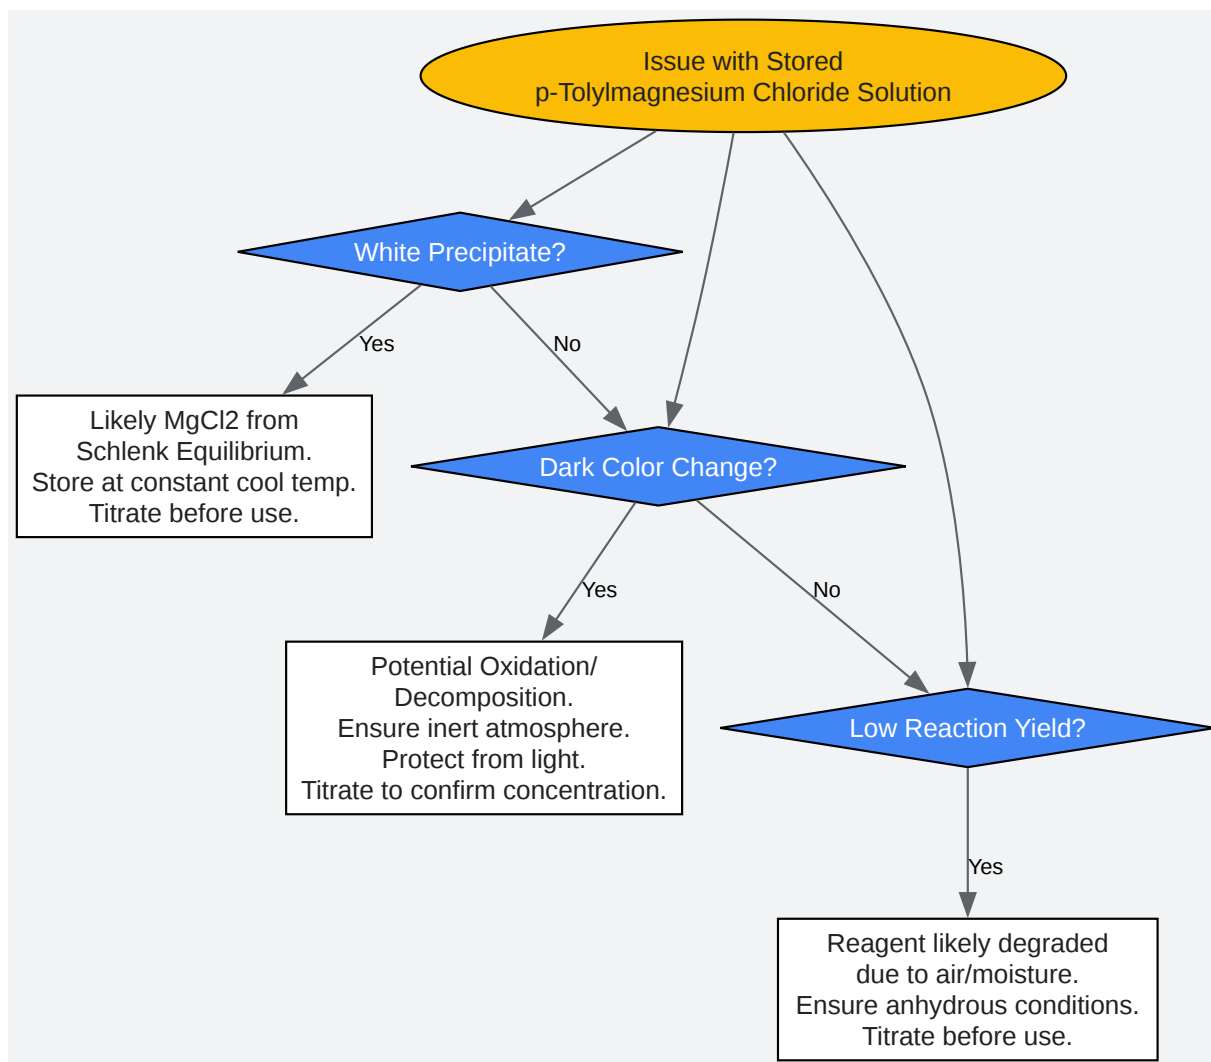 Issue with Stored
p-Tolylmagnesium Chloride Solution
White Precipitate?
Yes
No
Likely MgCl2 from
Schlenk Equilibrium.
Store at constant cool temp.
Titrate before use.
Dark Color Change?
Yes
No
Potential Oxidation/
Decomposition.
Ensure inert atmosphere.
Protect from light.
Titrate to confirm concentration.
Low Reaction Yield?
Yes
Reagent likely degraded
due to air/moisture.
Ensure anhydrous conditions.
Titrate before use.